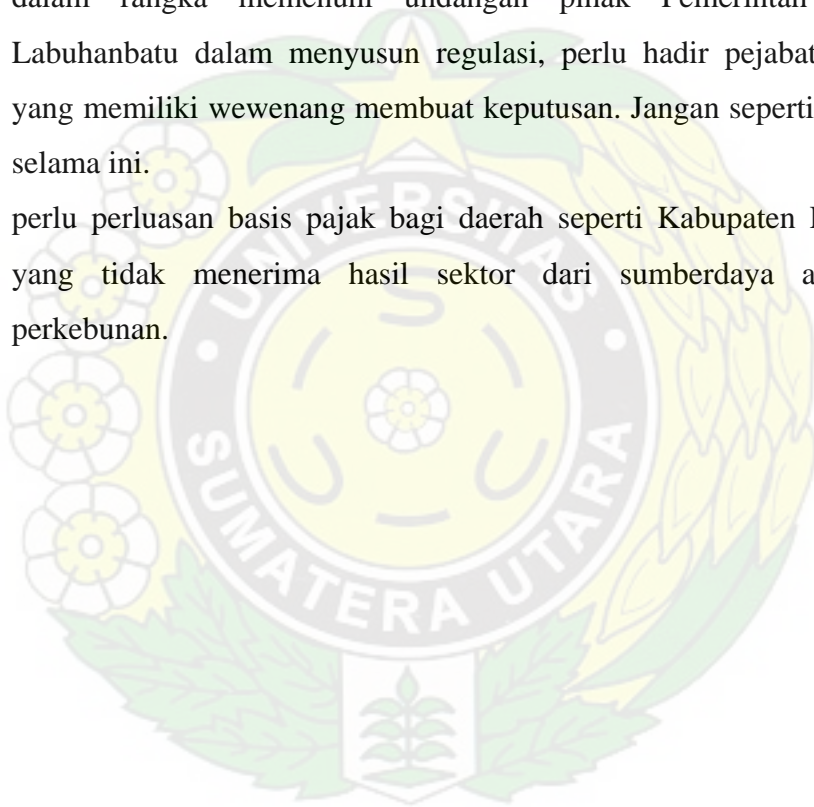 dalam rangka memenuhi undangan pihak Pemerintah
Labuhanbatu dalam menyusun regulasi, perlu hadir pejabat
yang memiliki wewenang membuat keputusan. Jangan seperti
selama ini.
perlu perluasan basis pajak bagi daerah seperti Kabupaten
yang tidak menerima hasil sektor dari sumberdaya
perkebunan.
UNIVERSITAS
SUMATERA UTARA